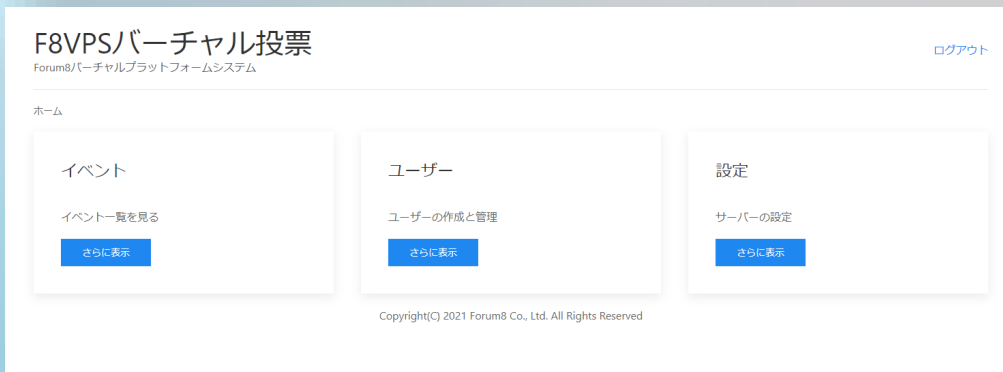 F8VPSバーチャル投票
Forum8バーチャルプラットフォームシステム
ログアウト
ホーム
イベント
イベント一覧を見る
さらに表示
ユーザー
ユーザーの作成と管理
さらに表示
設定
サーバーの設定
さらに表示
Copyright(C) 2021 Forum8 Co., Ltd. All Rights Reserved